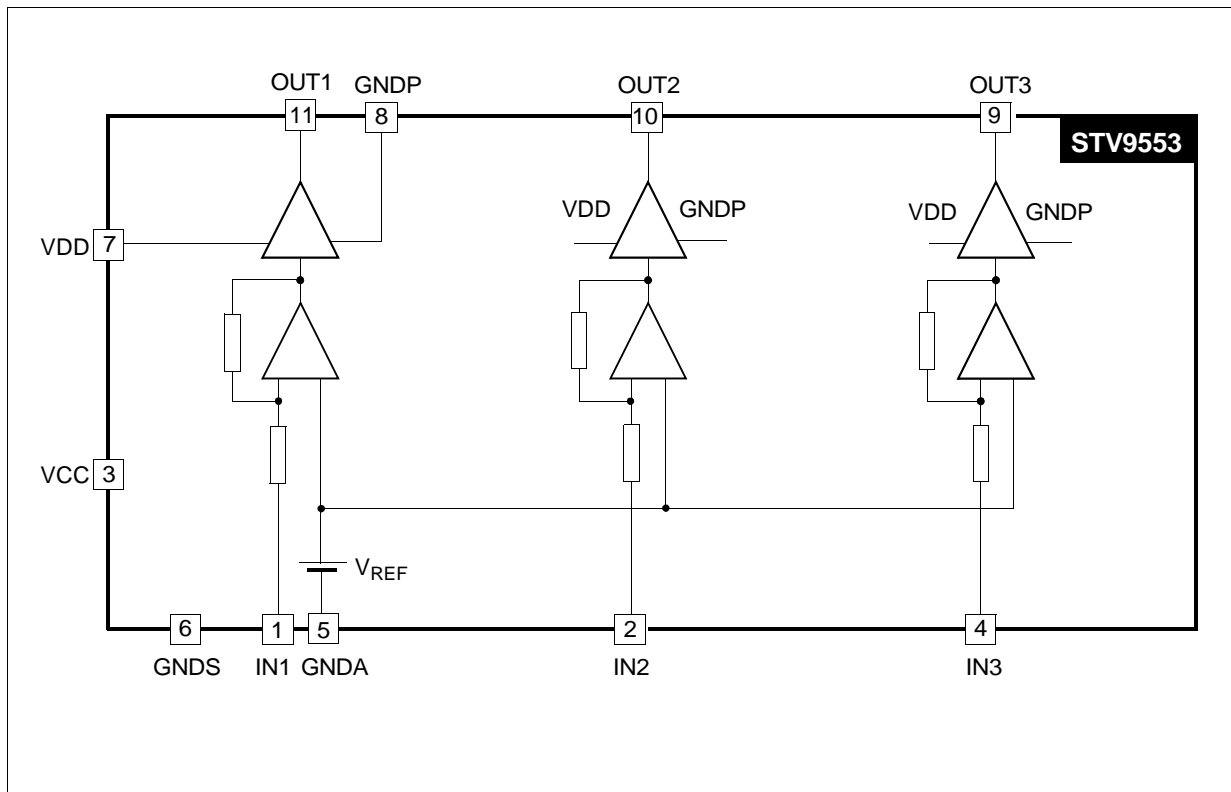 OUT1 GNDP OUT2 OUT3
11 8 10 9
STV9553
VDD GNDP VDD GNDP
VDD 7
VCC 3
VREF
6 1 5 2 4
GNDS IN1 GNDA IN2 IN3